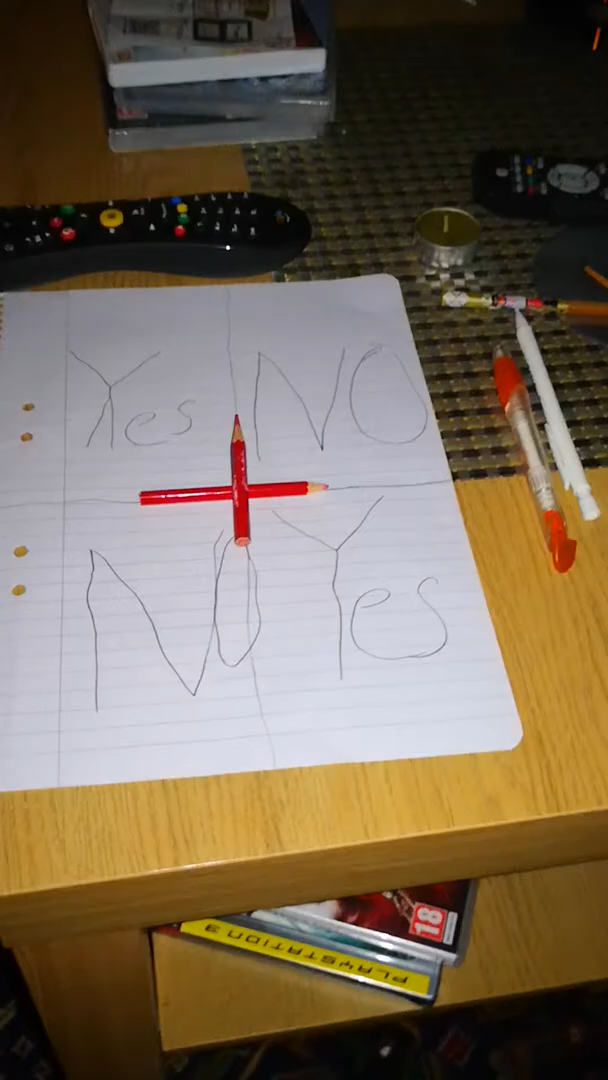 Yes NO
NO Yes
18
PLAYSTATION 3